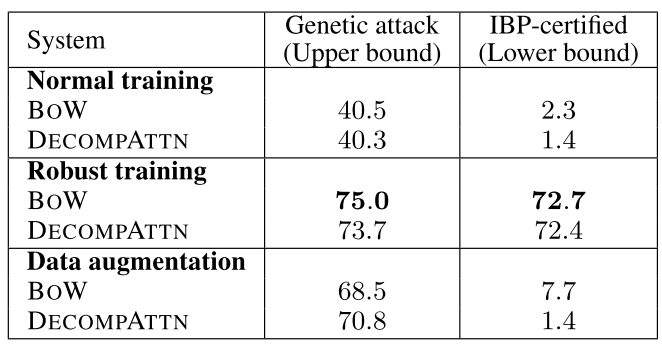 System Genetic attack (Upper bound) IBP-certified (Lower bound)
Normal training
BOW 40.5 2.3
DECOMPATTN 40.3 1.4
Robust training
BOW 75.0 72.7
DECOMPATTN 73.7 72.4
Data augmentation
BOW 68.5 7.7
DECOMPATTN 70.8 1.4